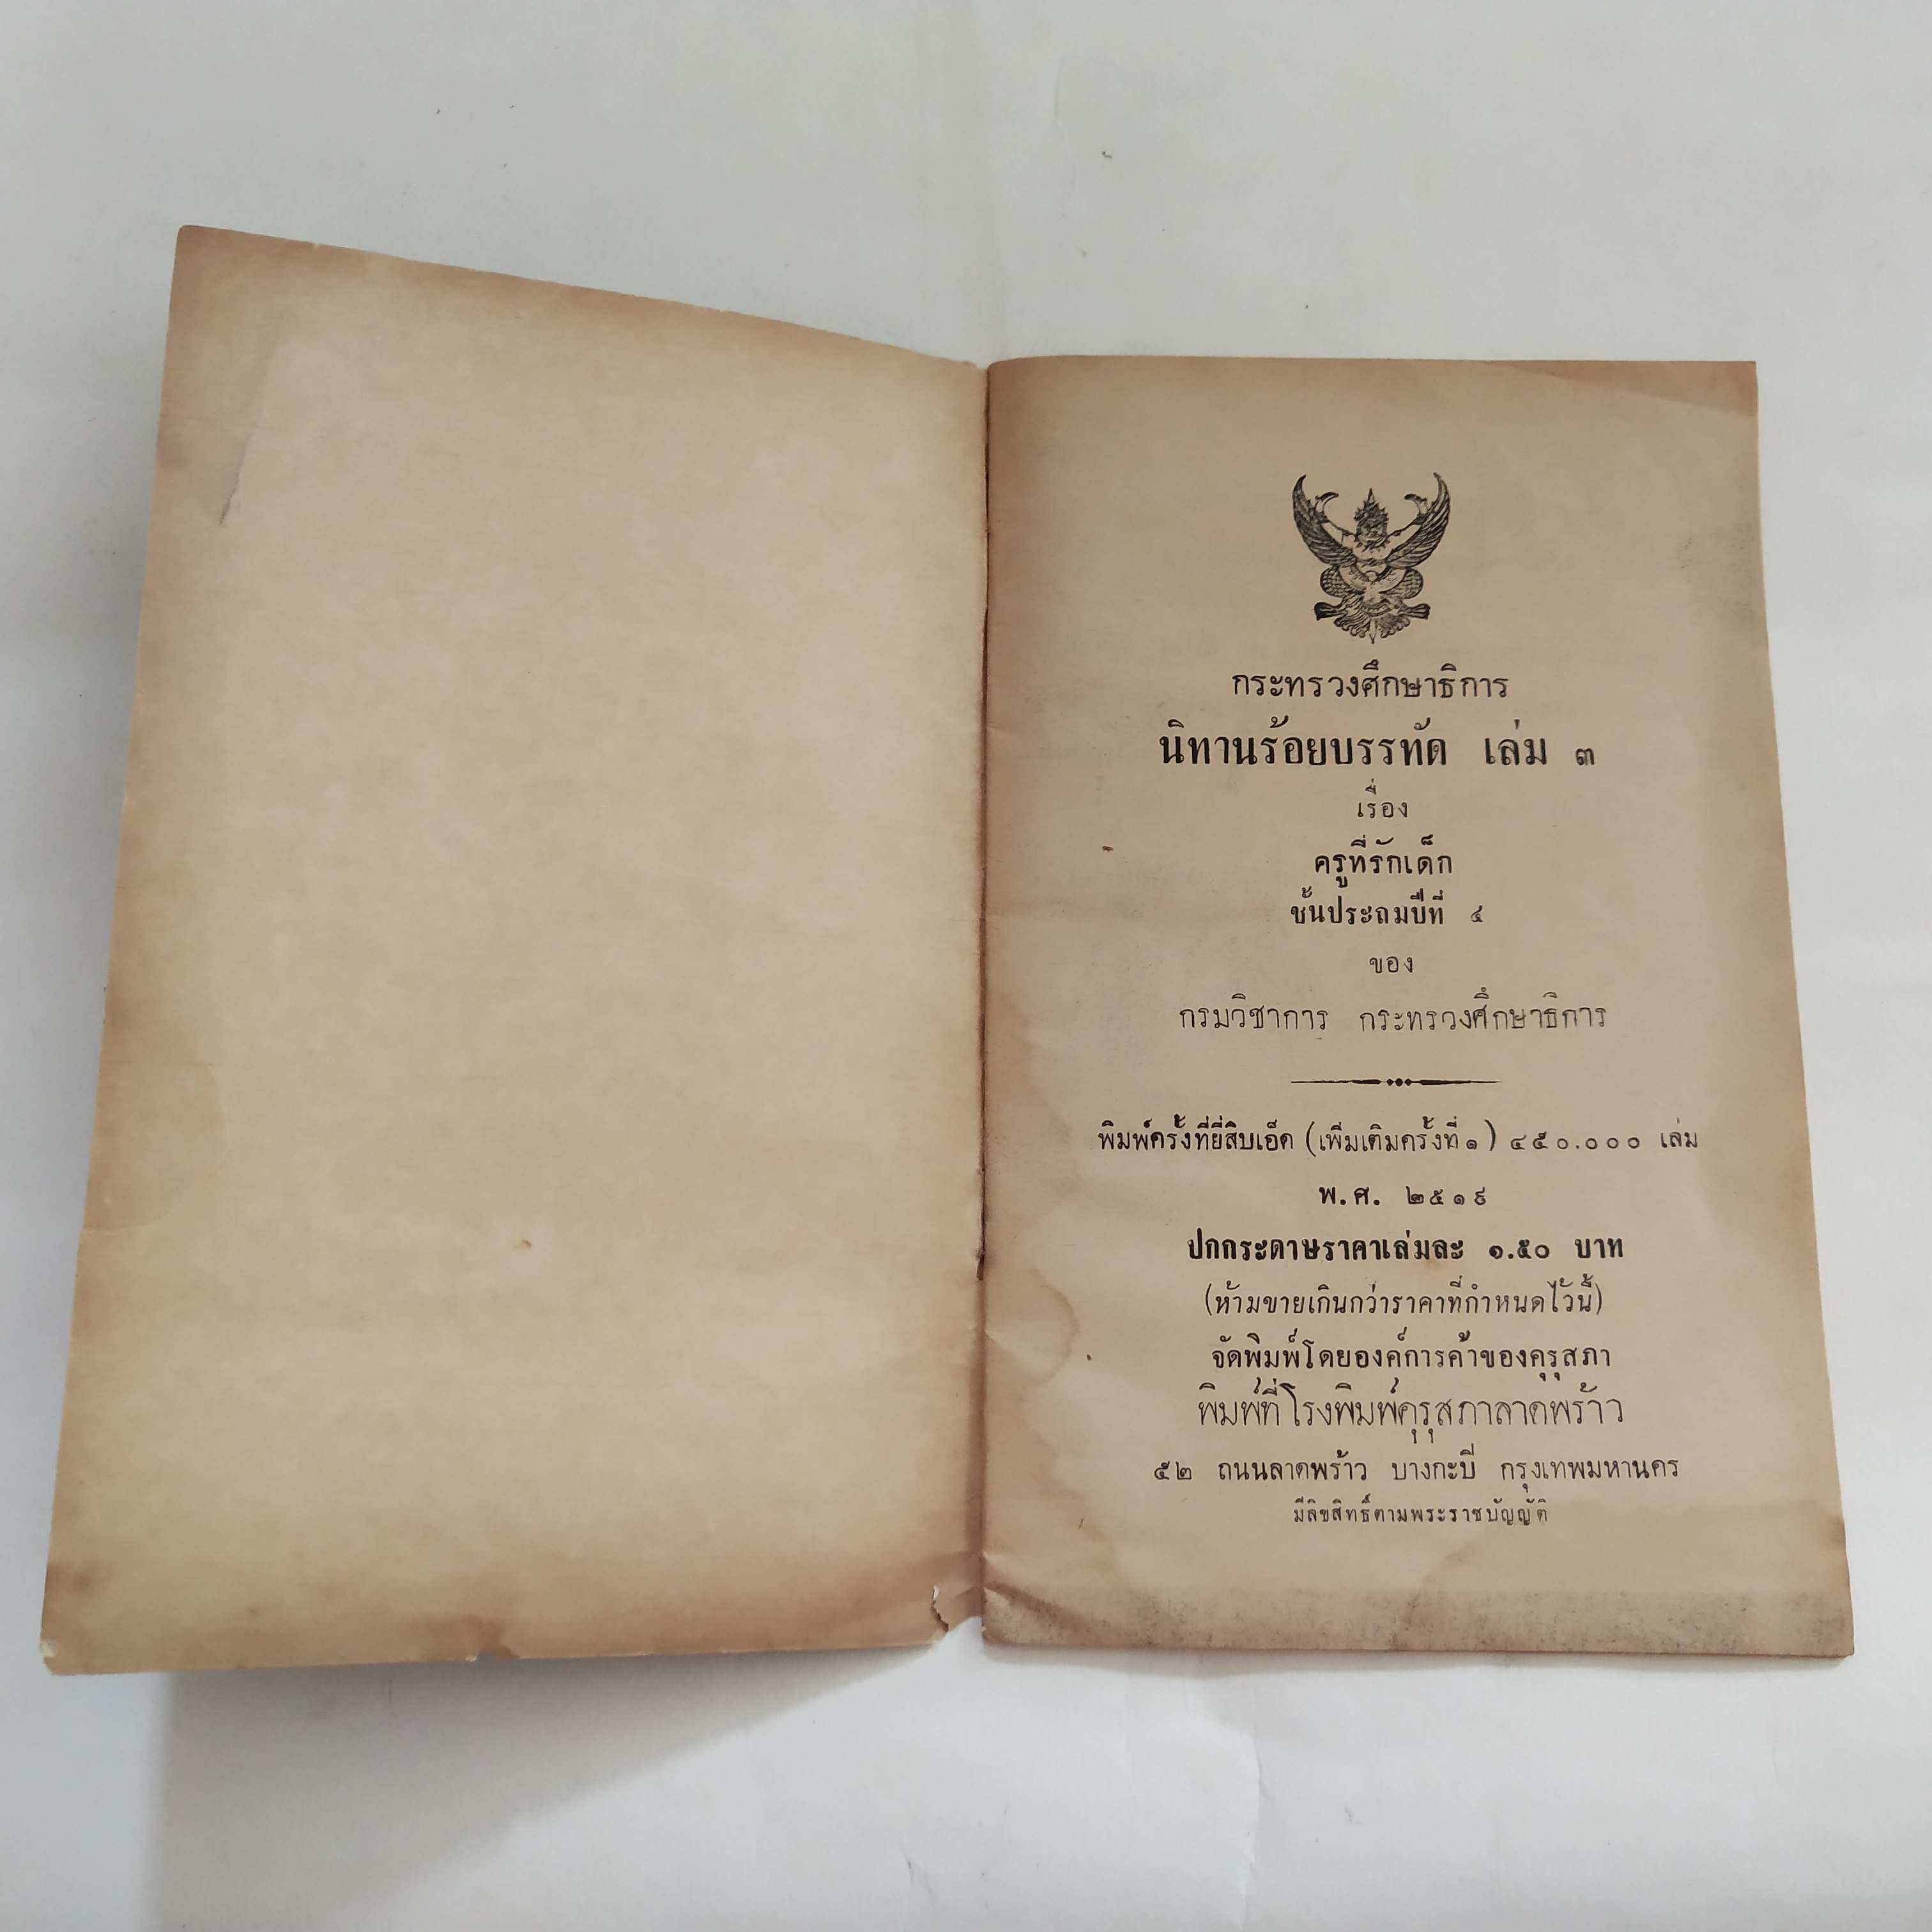 กระทรวงศึกษาธิการ
นิทานร้อยบรรทัด เล่ม ๓
เรื่อง
ครูที่รักเด็ก
ชั้นประถมปีที่ ๔
ของ
กรมวิชาการ กระทรวงศึกษาธิการ
พิมพ์ครั้งที่ยี่สิบเอ็ด (เพิ่มเติมครั้งที่ ๑) ๔๕๐.๐๐๐ เล่ม
พ.ศ. ๒๕๑๙
ปกกระดาษราคาเล่มละ ๑.๕๐ บาท
(ห้ามขายเกินกว่าราคาที่กำหนดไว้นี้)
จัดพิมพ์โดยองค์การค้าของคุรุสภา
พิมพ์ที่โรงพิมพ์คุรุสภาลาดพร้าว
๕๒ ถนนลาดพร้าว บางกะปี กรุงเทพมหานคร
มีลิขสิทธิ์ตามพระราชบัญญัติ